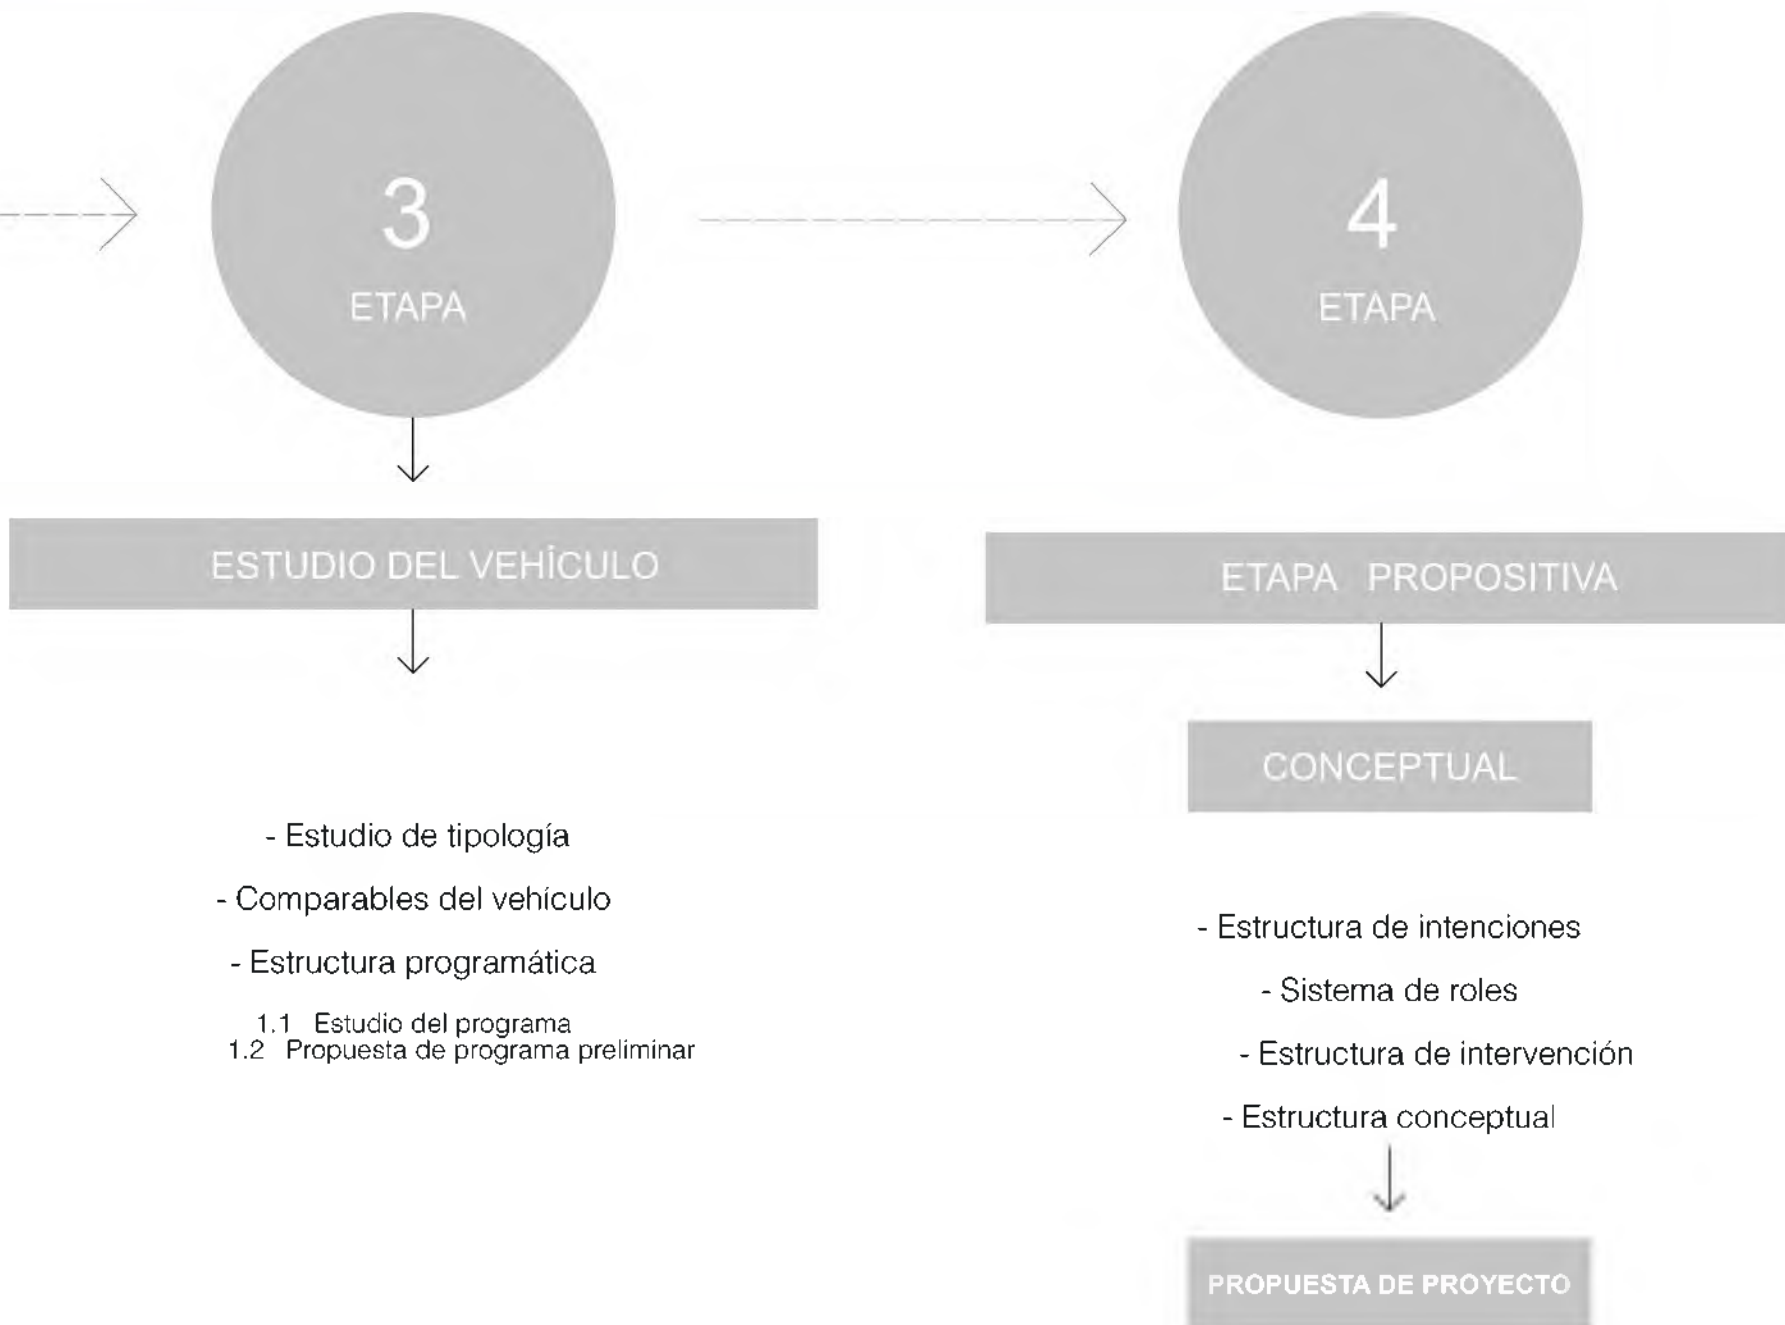 3
ETAPA
ESTUDIO DEL VEHÍCULO
- Estudio de tipología
- Comparables del vehículo
- Estructura programática
1.1 Estudio del programa
1.2 Propuesta de programa preliminar
4
ETAPA
ETAPA PROPOSITIVA
CONCEPTUAL
- Estructura de intenciones
- Sistema de roles
- Estructura de intervención
- Estructura conceptual
PROPUESTA DE PROYECTO